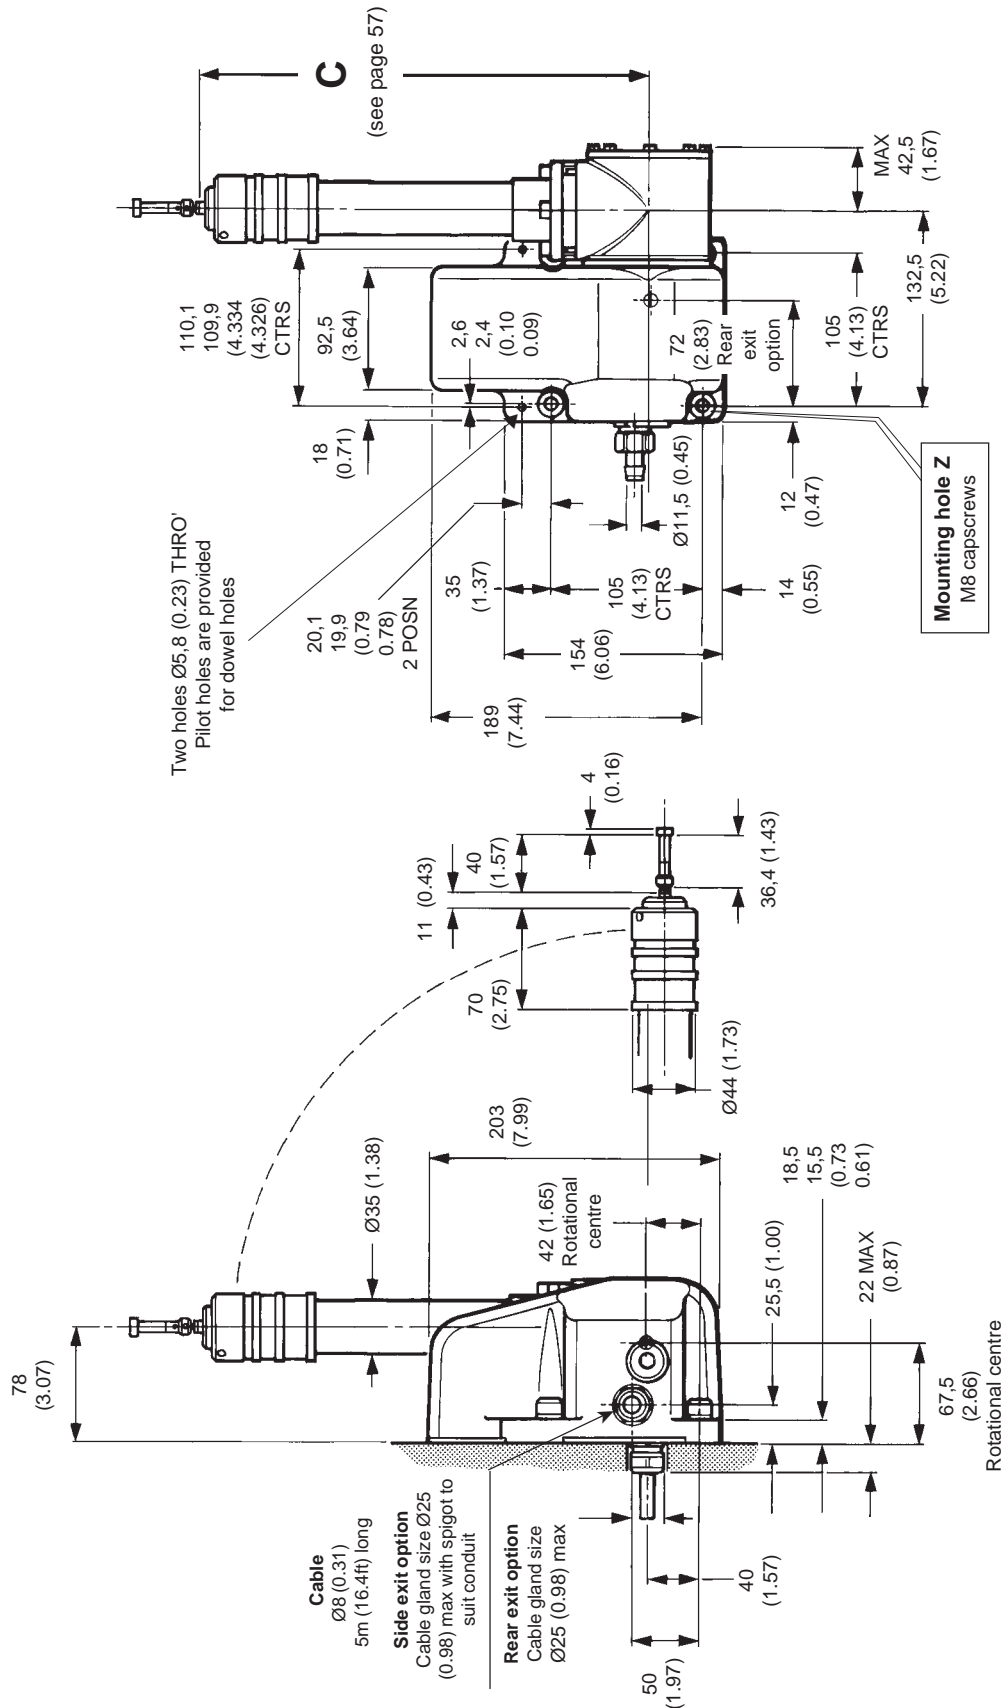 C
(see page 57)
110,1
109,9
(4.334
(4.326)
CTRS
92,5
(3.64)
2,6
2,4
(0.10
0.09)
72
(2.83)
Rear
exit
option
105
(4.13)
CTRS
132,5
(5.22)
MAX
42,5
(1.67)
18
(0.71)
Ø11,5 (0.45)
12
(0.47)
Two holes Ø5,8 (0.23) THRO'
Pilot holes are provided
for dowel holes
20,1
19,9
(0.79
0.78)
2 POSN
35
(1.37)
105
(4.13)
CTRS
14
(0.55)
154
(6.06)
189
(7.44)
Mounting hole Z
M8 capscrews
4
(0.16)
40
(1.57)
11 (0.43)
70
(2.75)
36,4 (1.43)
Ø44 (1.73)
203
(7.99)
Ø35 (1.38)
42 (1.65)
Rotational
centre
78
(3.07)
18,5
15,5
(0.73
0.61)
25,5 (1.00)
22 MAX
(0.87)
67,5
(2.66)
Rotational centre
Cable
Ø8 (0.31)
5m (16.4ft) long
Side exit option
Cable gland size Ø25
(0.98) max with spigot to
suit conduit
Rear exit option
Cable gland size
Ø25 (0.98) max
40
(1.57)
50
(1.97)